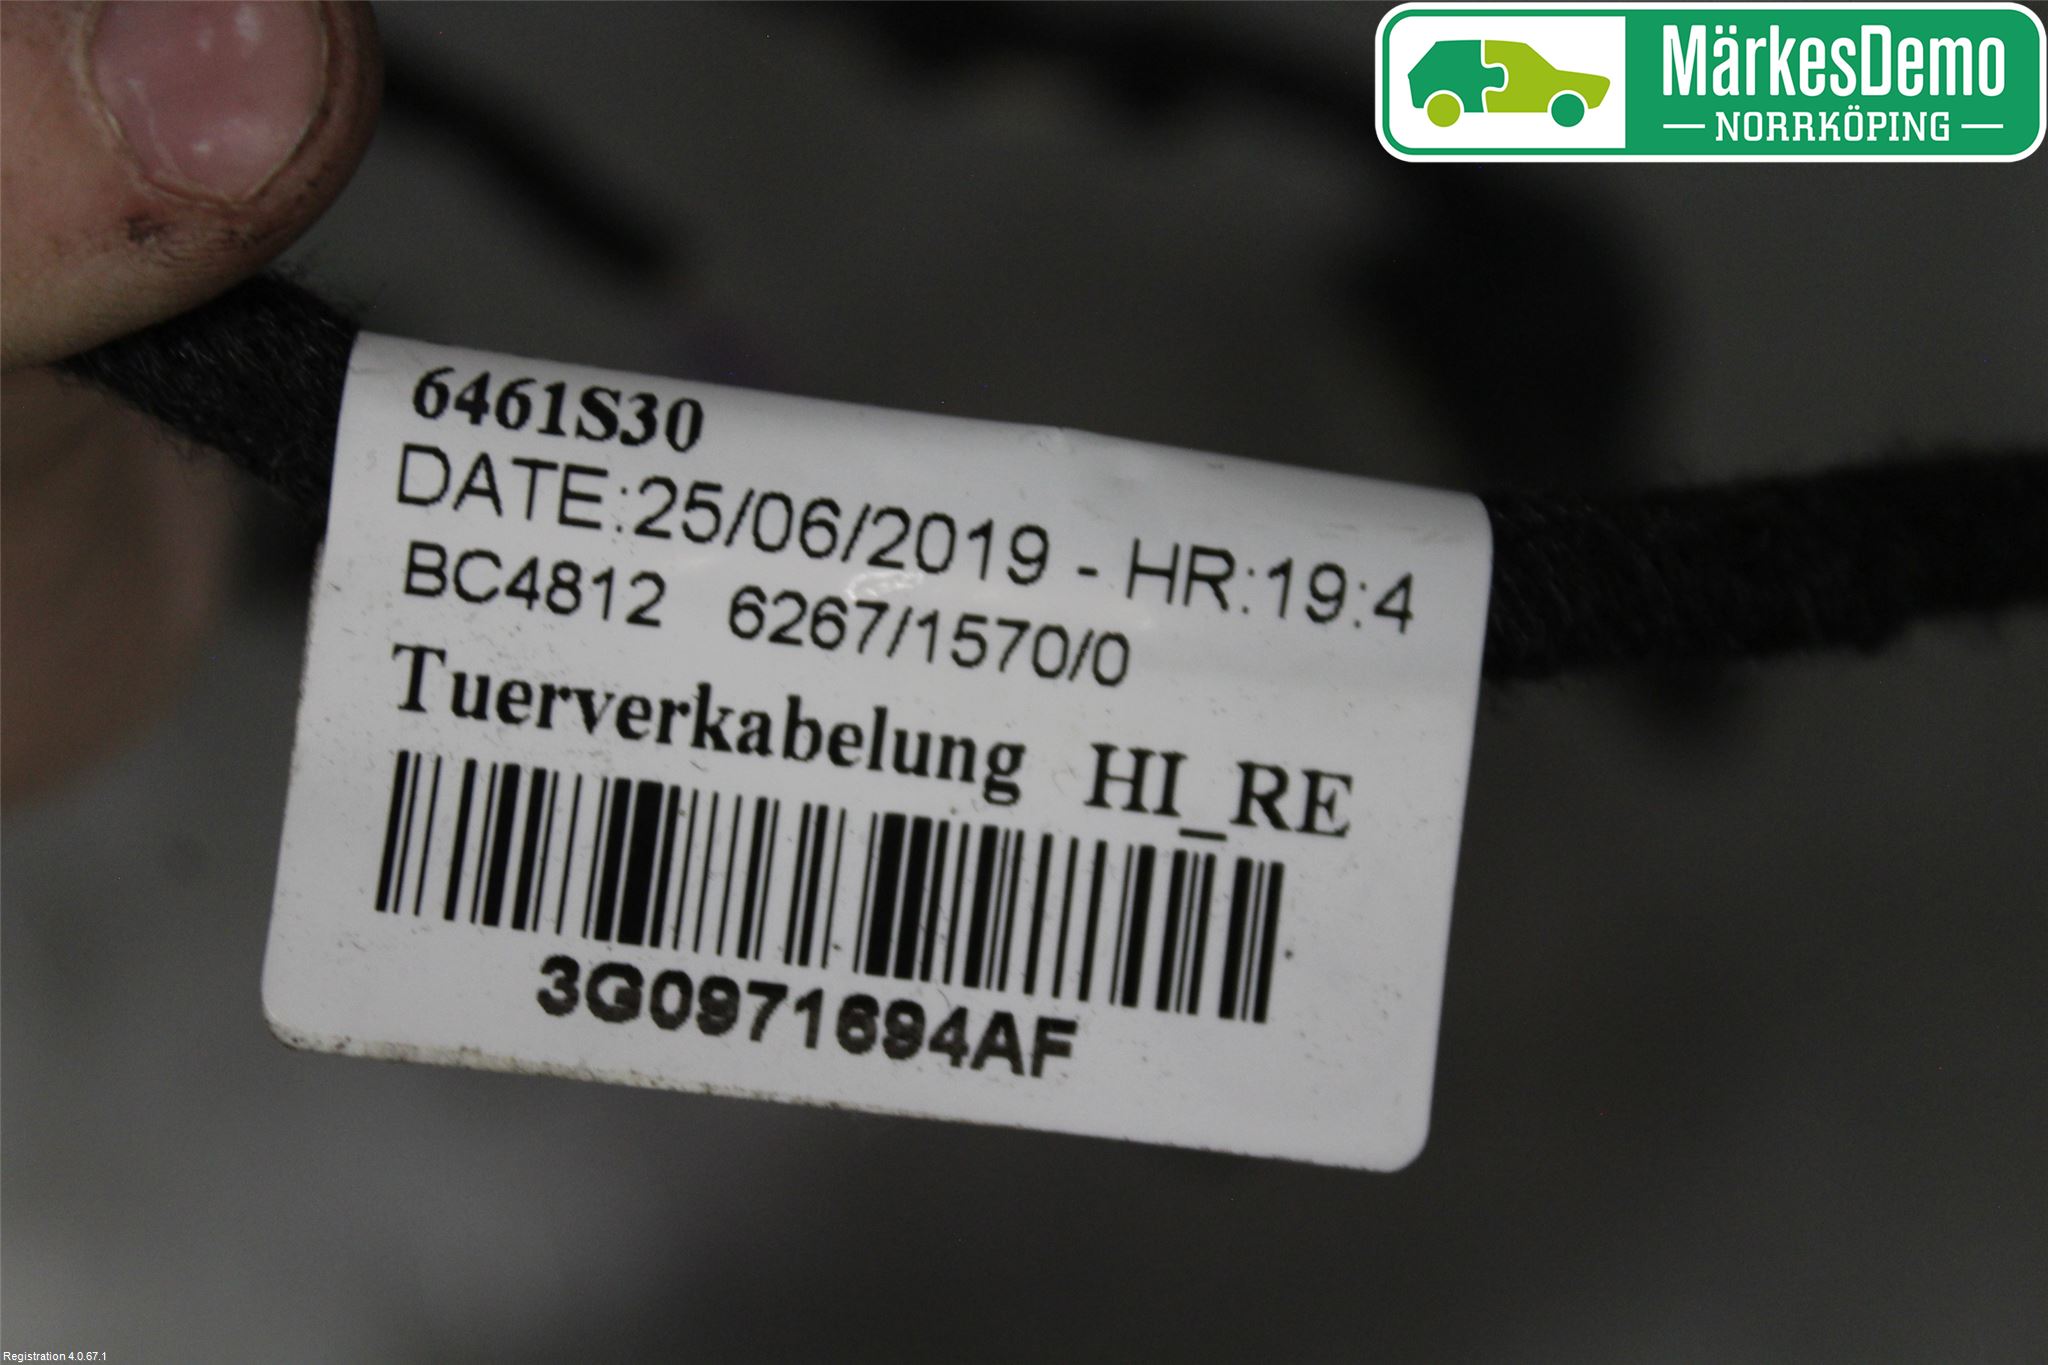 MärkesDemo
NORRKÖPING
6461S30
DATE:25/06/2019 - HR:19:4
BC4812 6267/1570/0
Tuerverkabelung HI_RE
3G0971694AF
Registration 4.0.67.1